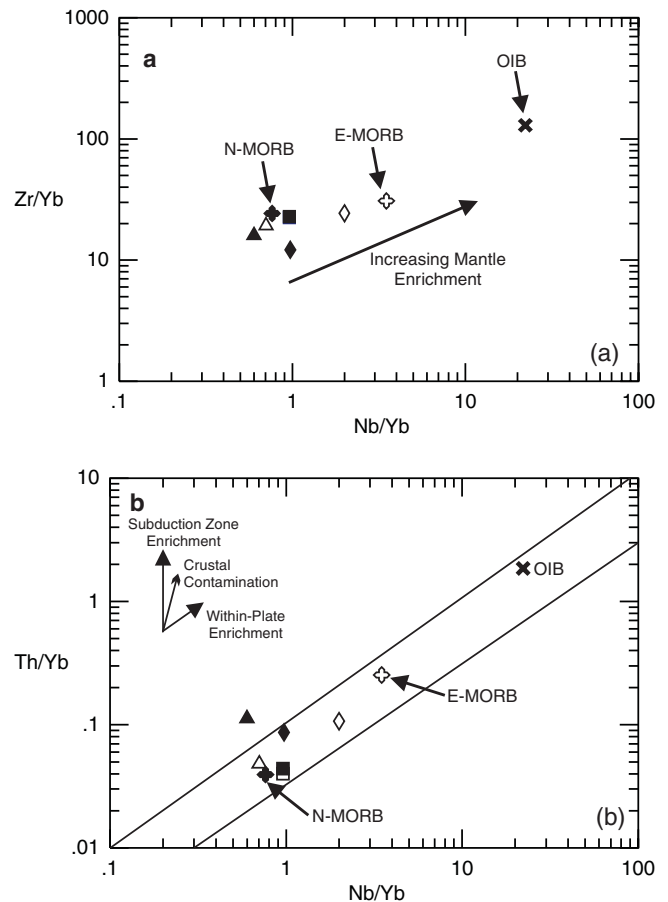 1000
a
OIB
100
N-MORB
E-MORB
Zr/Yb
10
Increasing Mantle
Enrichment
(a)
1
.1
1
10
100
Nb/Yb
10
b
Subduction Zone
Enrichment
Crustal
Contamination
OIB
1
Within-Plate
Enrichment
Th/Yb
E-MORB
.1
N-MORB
(b)
.01
0.1
1
10
100
Nb/Yb